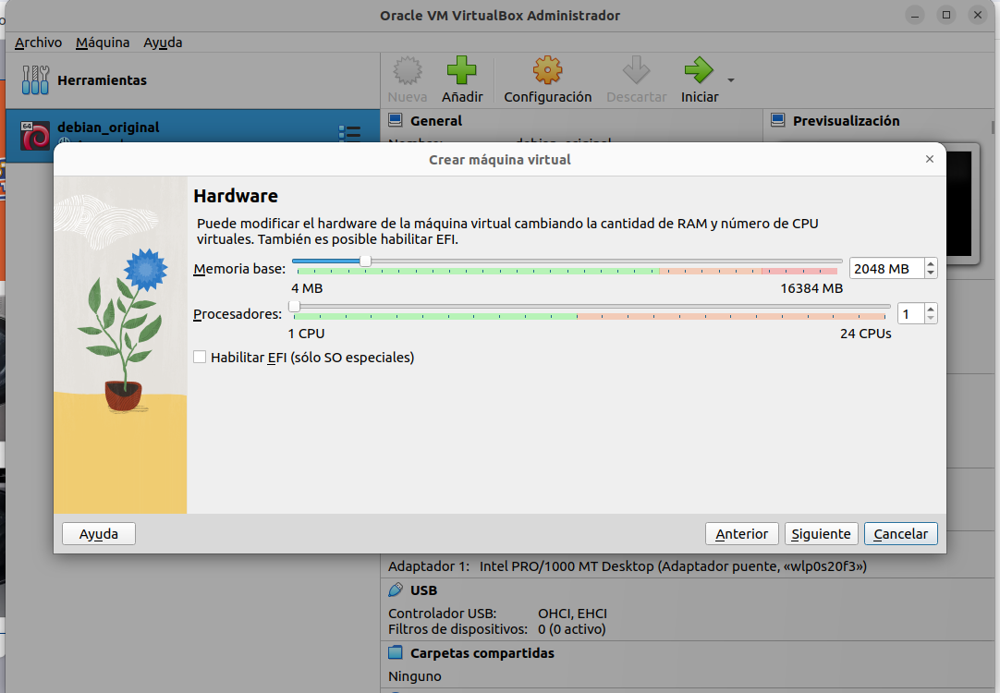 Oracle VM VirtualBox Administrador
Archivo Máquina Ayuda
Herramientas
Nueva Añadir Configuración Descartar Iniciar
64
debian_original
General
Previsualización
Nombre: debian_original
Crear máquina virtual
Hardware
Puede modificar el hardware de la máquina virtual cambiando la cantidad de RAM y número de CPU
virtuales. También es posible habilitar EFI.
Memoria base: 2048 MB
4 MB 16384 MB
Procesadores: 1
1 CPU 24 CPUs
Habilitar EFI (sólo SO especiales)
Ayuda Anterior Siguiente Cancelar
Adaptador 1: Intel PRO/1000 MT Desktop (Adaptador puente, «wlp0s20f3»)
USB
Controlador USB: OHCI, EHCI
Filtros de dispositivos: 0 (0 activo)
Carpetas compartidas
Ninguno